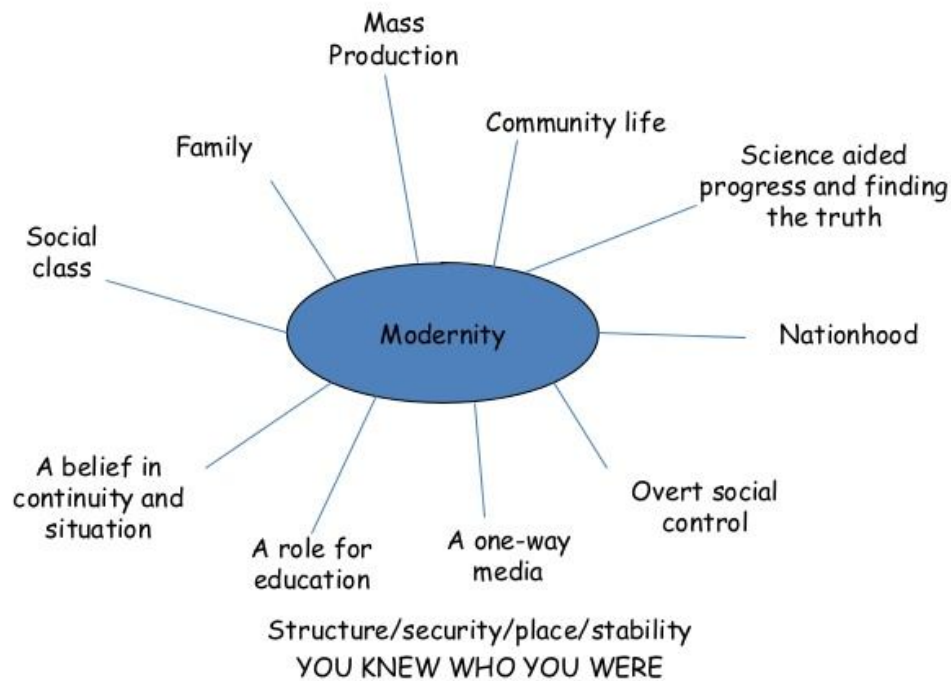 Mass
Production
Community life
Family
Science aided
progress and finding
the truth
Social
class
Modernity
Nationhood
A belief in
continuity and
situation
Overt social
control
A role for
education
A one-way
media
Structure/security/place/stability
YOU KNEW WHO YOU WERE